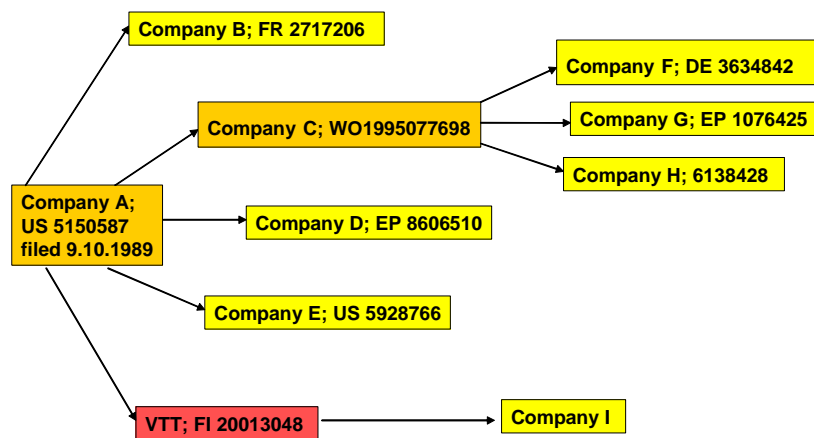 Company B; FR 2717206
Company F; DE 3634842
Company C; WO1995077698
Company G; EP 1076425
Company H; 6138428
Company A;
US 5150587
filed 9.10.1989
Company D; EP 8606510
Company E; US 5928766
VTT; FI 20013048
Company I